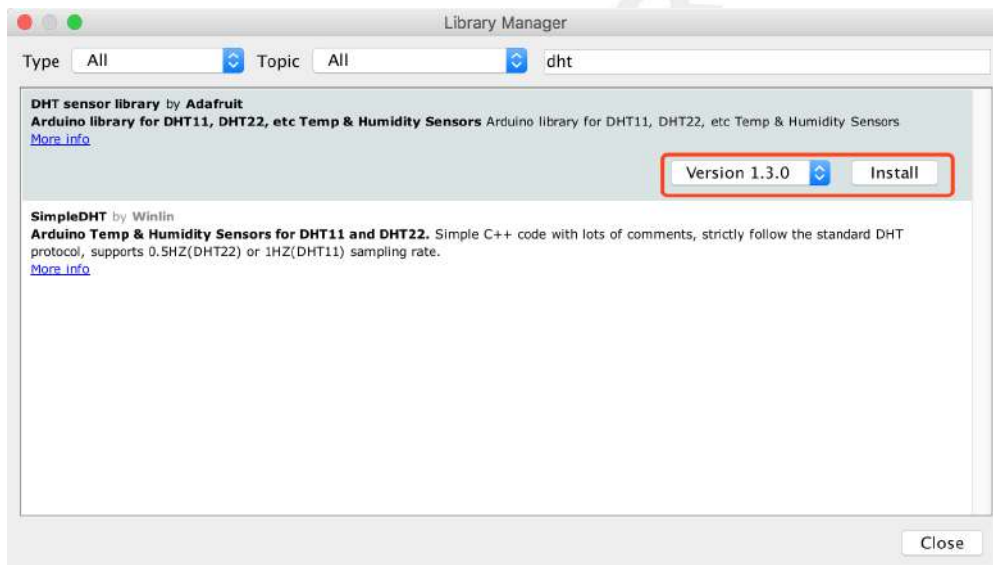 Library Manager
Type All Topic All dht
DHT sensor library by Adafruit
Arduino library for DHT11, DHT22, etc Temp & Humidity Sensors Arduino library for DHT11, DHT22, etc Temp & Humidity Sensors
More info
Version 1.3.0 Install
SimpleDHT by Winlin
Arduino Temp & Humidity Sensors for DHT11 and DHT22. Simple C++ code with lots of comments, strictly follow the standard DHT
protocol, supports 0.5HZ(DHT22) or 1HZ(DHT11) sampling rate.
More info
Close